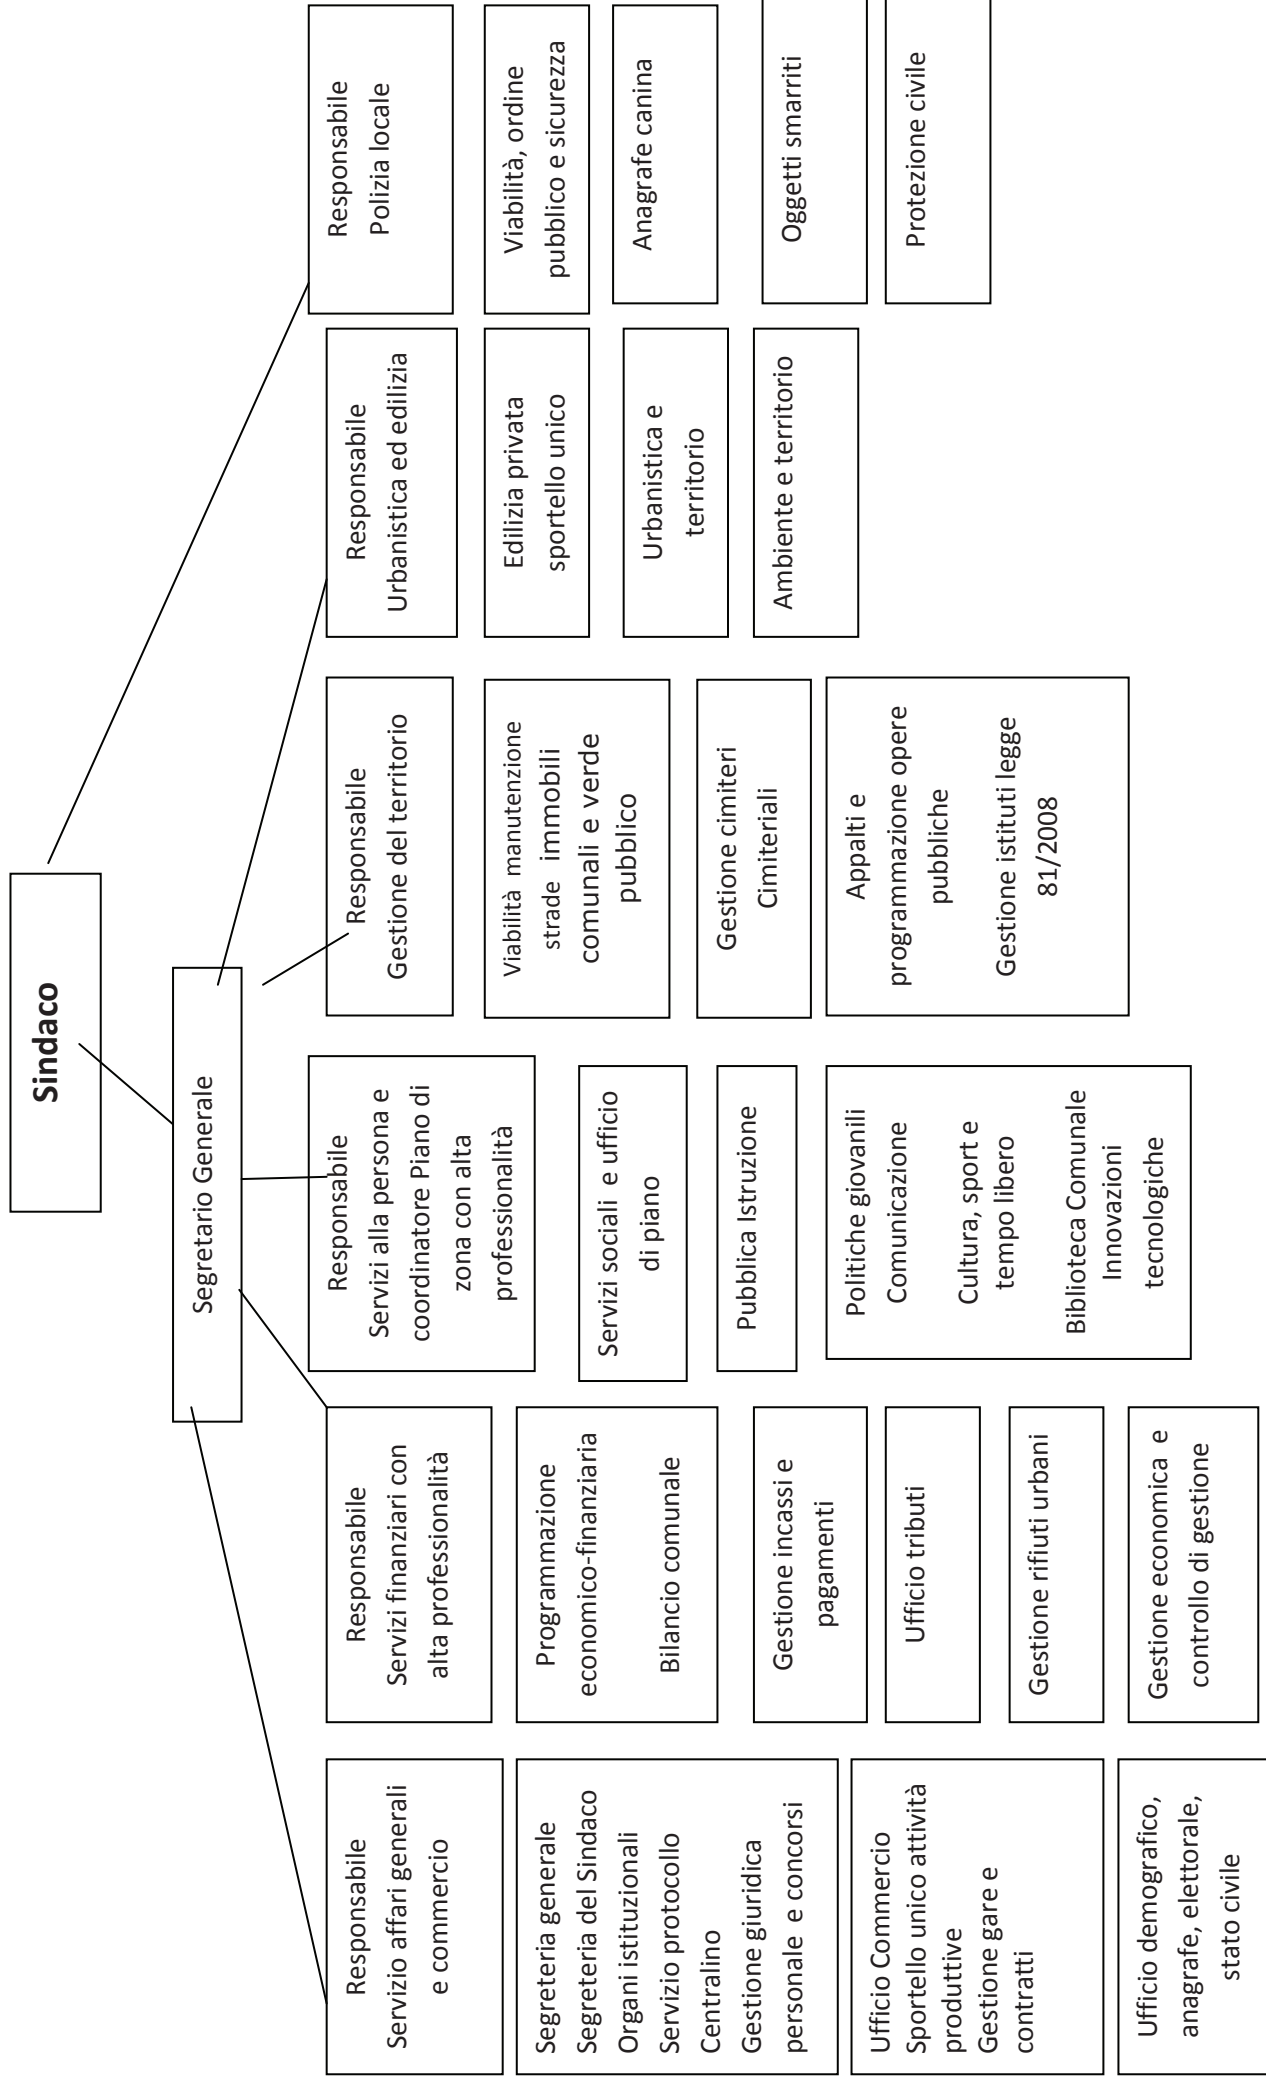 Sindaco
Segretario Generale
Responsabile
Servizio affari generali
e commercio
Segreteria generale
Segreteria del Sindaco
Organi istituzionali
Servizio protocollo
Centralino
Gestione giuridica
personale e concorsi
Ufficio Commercio
Sportello unico attività
produttive
Gestione gare e
contratti
Ufficio demografico,
anagrafe, elettorale,
stato civile
Responsabile
Servizi finanziari con
alta professionalità
Programmazione
economico-finanziaria
Bilancio comunale
Gestione incassi e
pagamenti
Ufficio tributi
Gestione rifiuti urbani
Gestione economica e
controllo di gestione
Responsabile
Servizi alla persona e
coordinatore Piano di
zona con alta
professionalità
Servizi sociali e ufficio
di piano
Pubblica Istruzione
Politiche giovanili
Comunicazione
Cultura, sport e
tempo libero
Biblioteca Comunale
Innovazioni
tecnologiche
Responsabile
Gestione del territorio
Viabilità manutenzione
strade immobili
comunali e verde
pubblico
Gestione cimiteri
Cimiteriali
Appalti e
programmazione opere
pubbliche
Gestione istituti legge
81/2008
Responsabile
Urbanistica ed edilizia
Edilizia privata
sportello unico
Urbanistica e
territorio
Ambiente e territorio
Responsabile
Polizia locale
Viabilità, ordine
pubblico e sicurezza
Anagrafe canina
Oggetti smarriti
Protezione civile